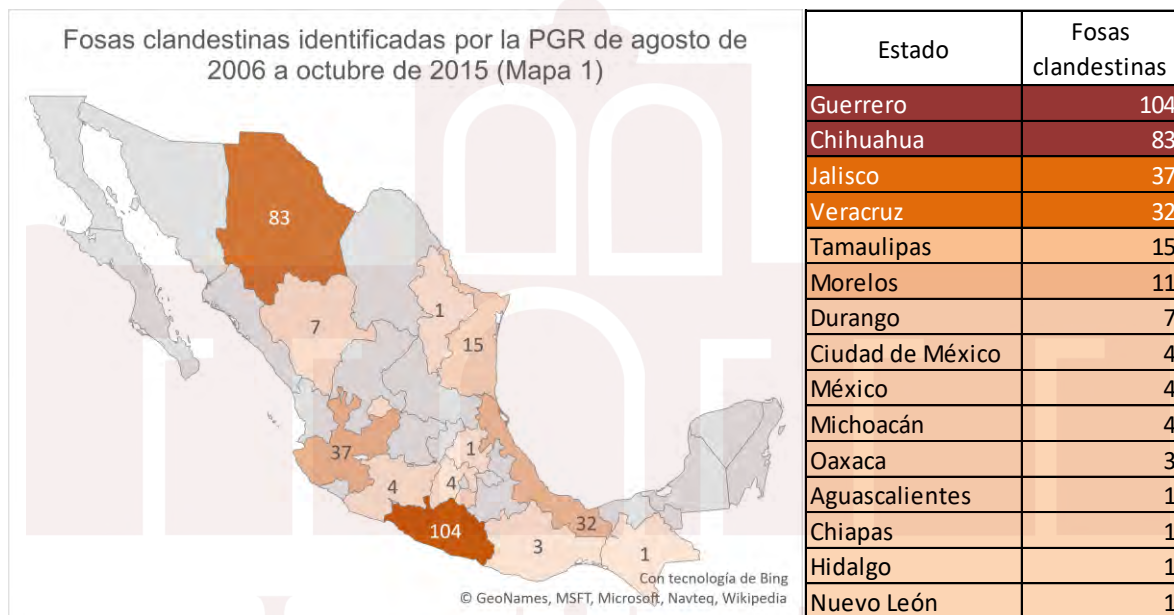 Fosas clandestinas identificadas por la PGR de agosto de
2006 a octubre de 2015 (Mapa 1)
83
7
1
15
37
1
4
4
104
32
3
1
Con tecnología de Bing
© GeoNames, MSFT, Microsoft, Navteq, Wikipedia
Estado Fosas clandestinas
Guerrero 104
Chihuahua 83
Jalisco 37
Veracruz 32
Tamaulipas 15
Morelos 11
Durango 7
Ciudad de México 4
México 4
Michoacán 4
Oaxaca 3
Aguascalientes 1
Chiapas 1
Hidalgo 1
Nuevo León 1